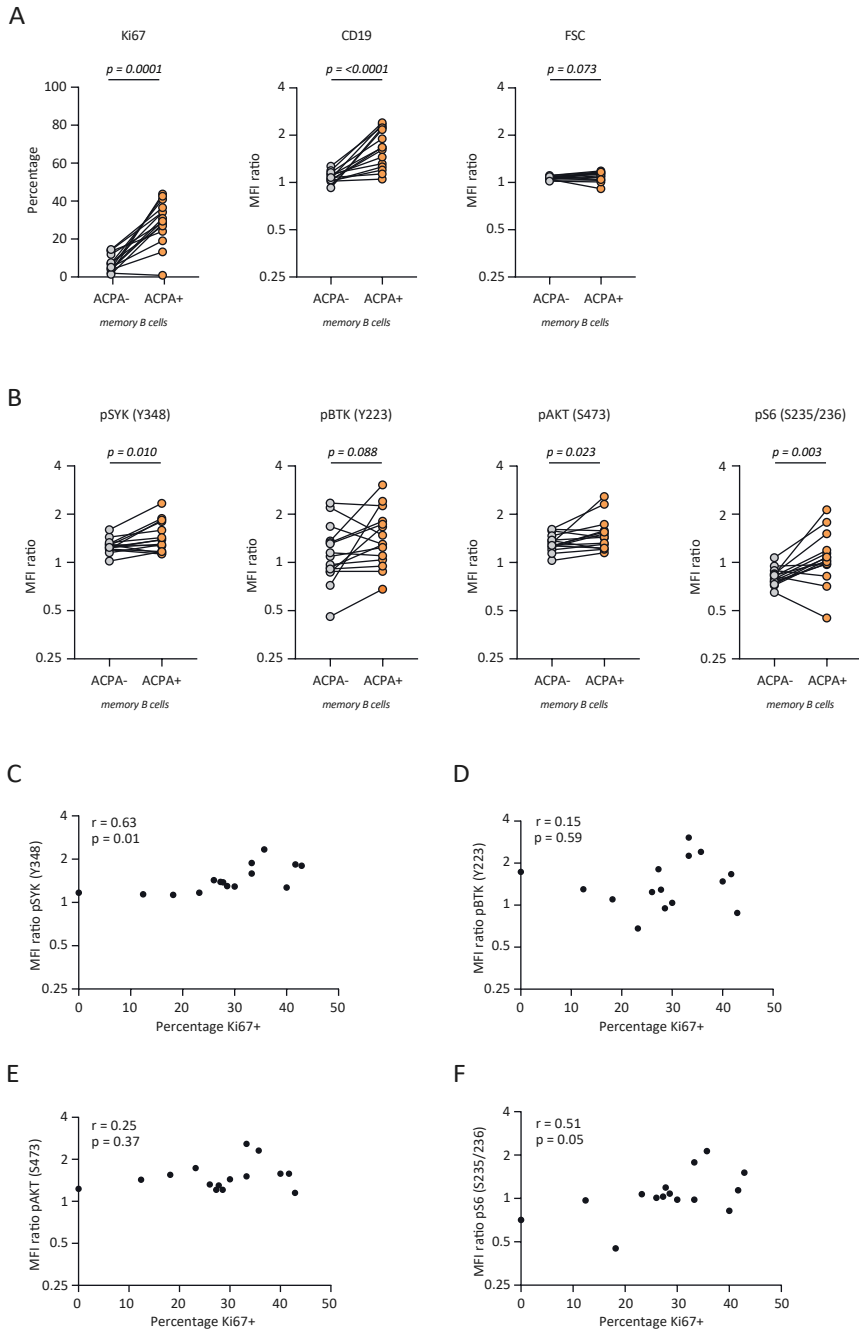 A
Ki67
CD19
FSC
p = 0.0001
p = <0.0001
p = 0.073
Percentage
100
80
60
40
20
0
MFI ratio
4
2
1
0.5
0.25
MFI ratio
4
2
1
0.5
0.25
ACPA- ACPA+
ACPA- ACPA+
ACPA- ACPA+
memory B cells
memory B cells
memory B cells
B
pSYK (Y348)
pBTK (Y223)
pAKT (S473)
pS6 (S235/236)
p = 0.010
p = 0.088
p = 0.023
p = 0.003
MFI ratio
4
2
1
0.5
0.25
MFI ratio
4
2
1
0.5
0.25
MFI ratio
4
2
1
0.5
0.25
MFI ratio
4
2
1
0.5
0.25
ACPA- ACPA+
ACPA- ACPA+
ACPA- ACPA+
ACPA- ACPA+
memory B cells
memory B cells
memory B cells
memory B cells
C
r = 0.63
p = 0.01
MFI ratio pSYK (Y348)
4
2
1
0.5
0.25
0 10 20 30 40 50
Percentage Ki67+
D
r = 0.15
p = 0.59
MFI ratio pBTK (Y223)
4
2
1
0.5
0.25
0 10 20 30 40 50
Percentage Ki67+
E
r = 0.25
p = 0.37
MFI ratio pAKT (S473)
4
2
1
0.5
0.25
0 10 20 30 40 50
Percentage Ki67+
F
r = 0.51
p = 0.05
MFI ratio pS6 (S235/236)
4
2
1
0.5
0.25
0 10 20 30 40 50
Percentage Ki67+